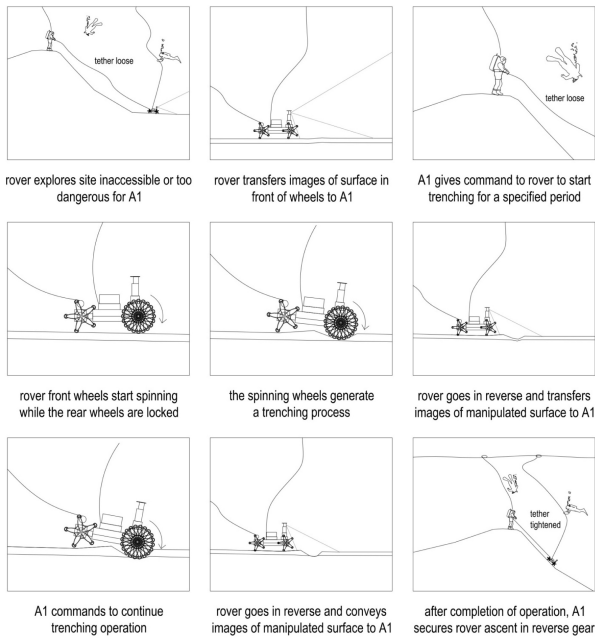 tether loose
rover explores site inaccessible or too
dangerous for A1
rover transfers images of surface in
front of wheels to A1
tether loose
A1 gives command to rover to start
trenching for a specified period
rover front wheels start spinning
while the rear wheels are locked
the spinning wheels generate
a trenching process
rover goes in reverse and transfers
images of manipulated surface to A1
A1 commands to continue
trenching operation
rover goes in reverse and conveys
images of manipulated surface to A1
tether
tightened
after completion of operation, A1
secures rover ascent in reverse gear